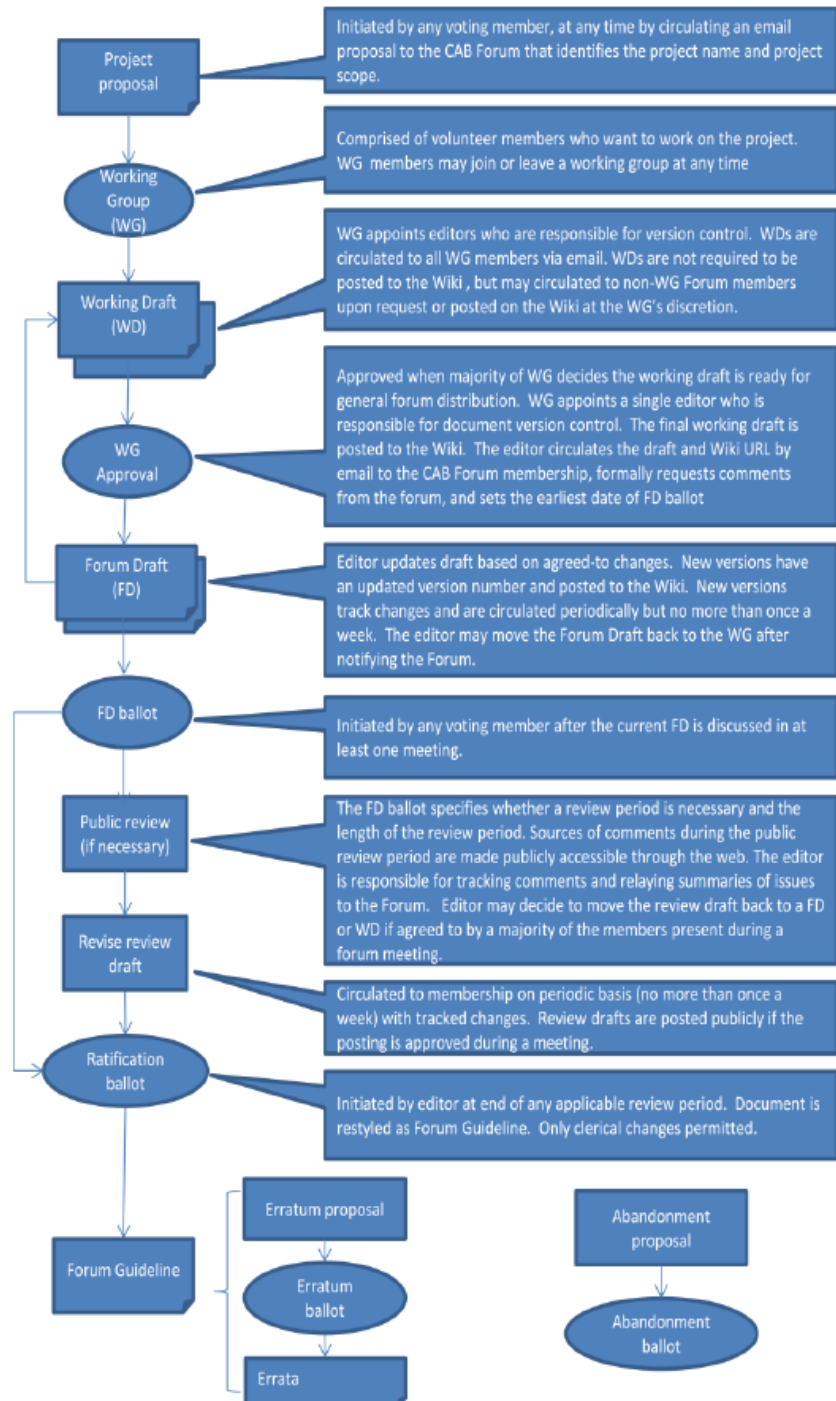 Project
proposal
Initiated by any voting member, at any time by circulating an email
proposal to the CAB Forum that identifies the project name and project
scope.
Working
Group
(WG)
Comprised of volunteer members who want to work on the project.
WG  members may join or leave a working group at any time
Working Draft
(WD)
WG appoints editors who are responsible for version control.  WDs are
circulated to all WG members via email. WDs are not required to be
posted to the Wiki , but may circulated to non-WG Forum members
upon request or posted on the Wiki at the WG's discretion.
WG
Approval
Approved when majority of WG decides the working draft is ready for
general forum distribution.  WG appoints a single editor who is
responsible for document version control.  The final working draft is
posted to the Wiki.  The editor circulates the draft and Wiki URL by
email to the CAB Forum membership, formally requests comments
from the forum, and sets the earliest date of FD ballot
Forum Draft
(FD)
Editor updates draft based on agreed-to changes.  New versions have
an updated version number and posted to the Wiki.  New versions
track changes and are circulated periodically but no more than once a
week.  The editor may move the Forum Draft back to the WG after
notifying the Forum.
FD ballot
Initiated by any voting member after the current FD is discussed in at
least one meeting.
Public review
(if necessary)
The FD ballot specifies whether a review period is necessary and the
length of the review period. Sources of comments during the public
review period are made publicly accessible through the web. The editor
is responsible for tracking comments and relaying summaries of issues
to the Forum.   Editor may decide to move the review draft back to a FD
or WD if agreed to by a majority of the members present during a
forum meeting.
Revise review
draft
Circulated to membership on periodic basis (no more than once a
week) with tracked changes.  Review drafts are posted publicly if the
posting is approved during a meeting.
Ratification
ballot
Initiated by editor at end of any applicable review period.  Document is
restyled as Forum Guideline.  Only clerical changes permitted.
Forum Guideline
Erratum proposal
Erratum
ballot
Errata
Abandonment
proposal
Abandonment
ballot